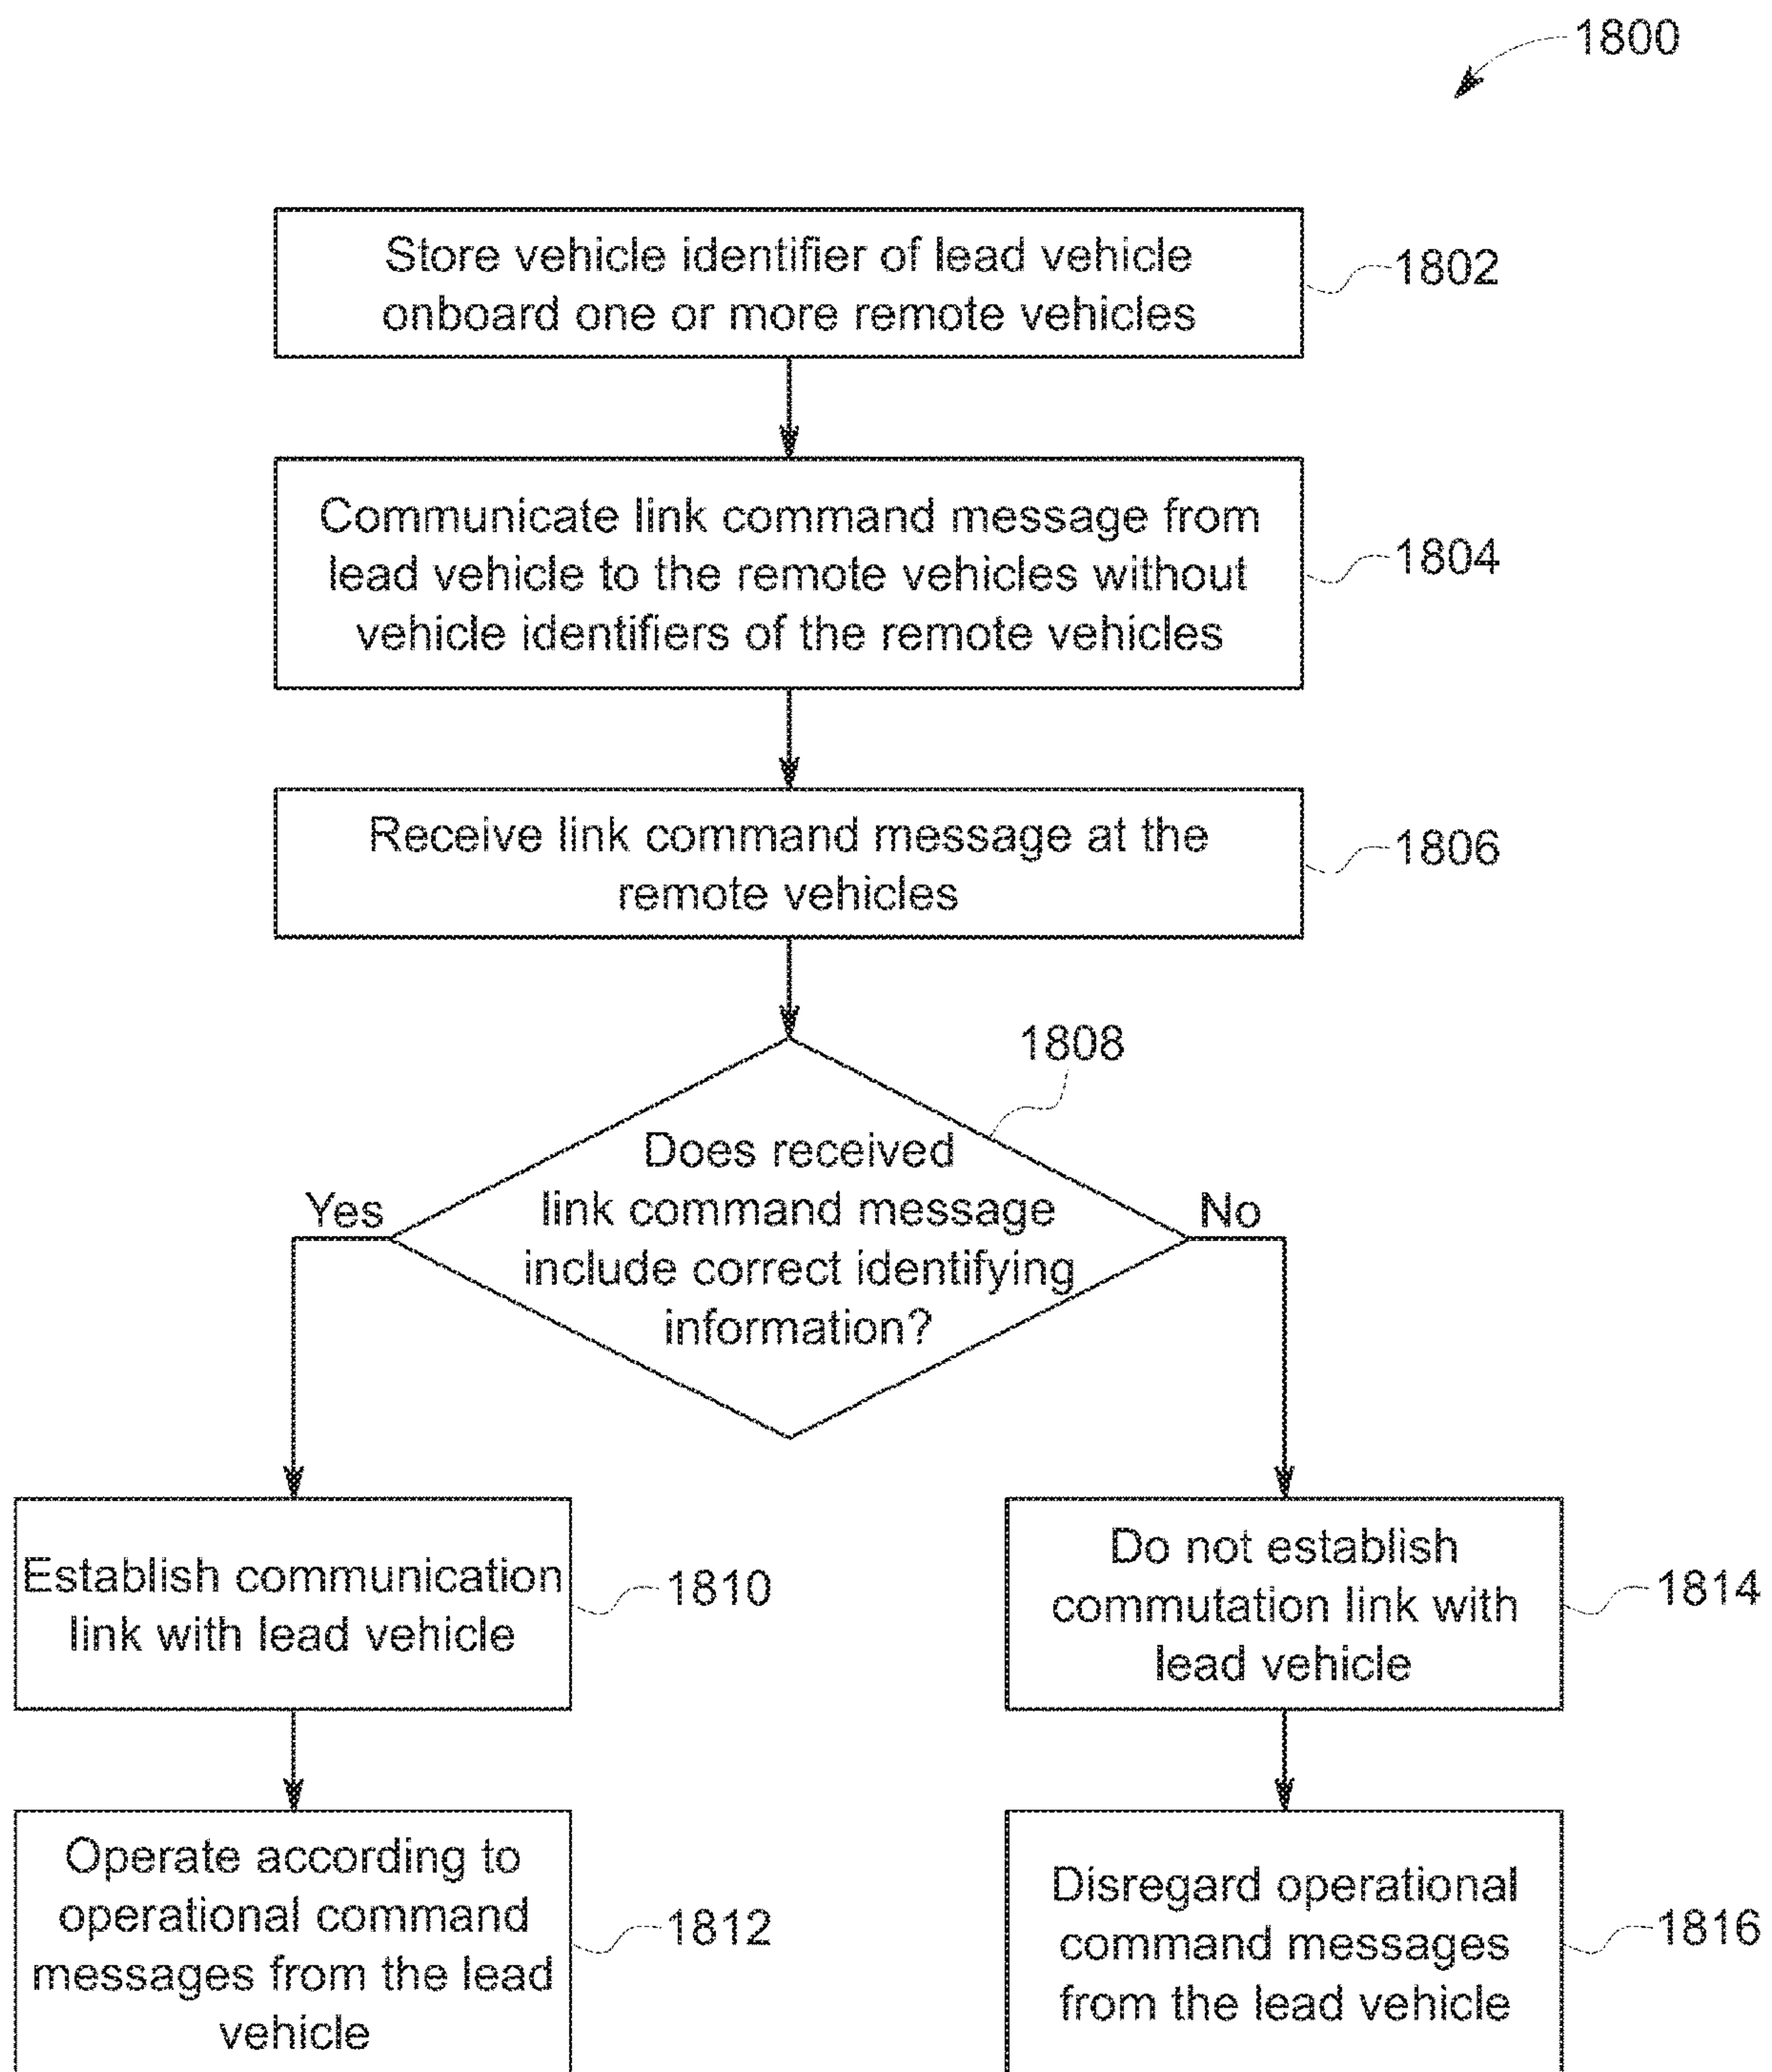 1800
Store vehicle identifier of lead vehicle
onboard one or more remote vehicles
1802
Communicate link command message from
lead vehicle to the remote vehicles without
vehicle identifiers of the remote vehicles
1804
Receive link command message at the
remote vehicles
1806
1808
Does received
link command message
include correct identifying
information?
Yes
No
Establish communication
link with lead vehicle
1810
Do not establish
commutation link with
lead vehicle
1814
Operate according to
operational command
messages from the lead
vehicle
1812
Disregard operational
command messages
from the lead vehicle
1816